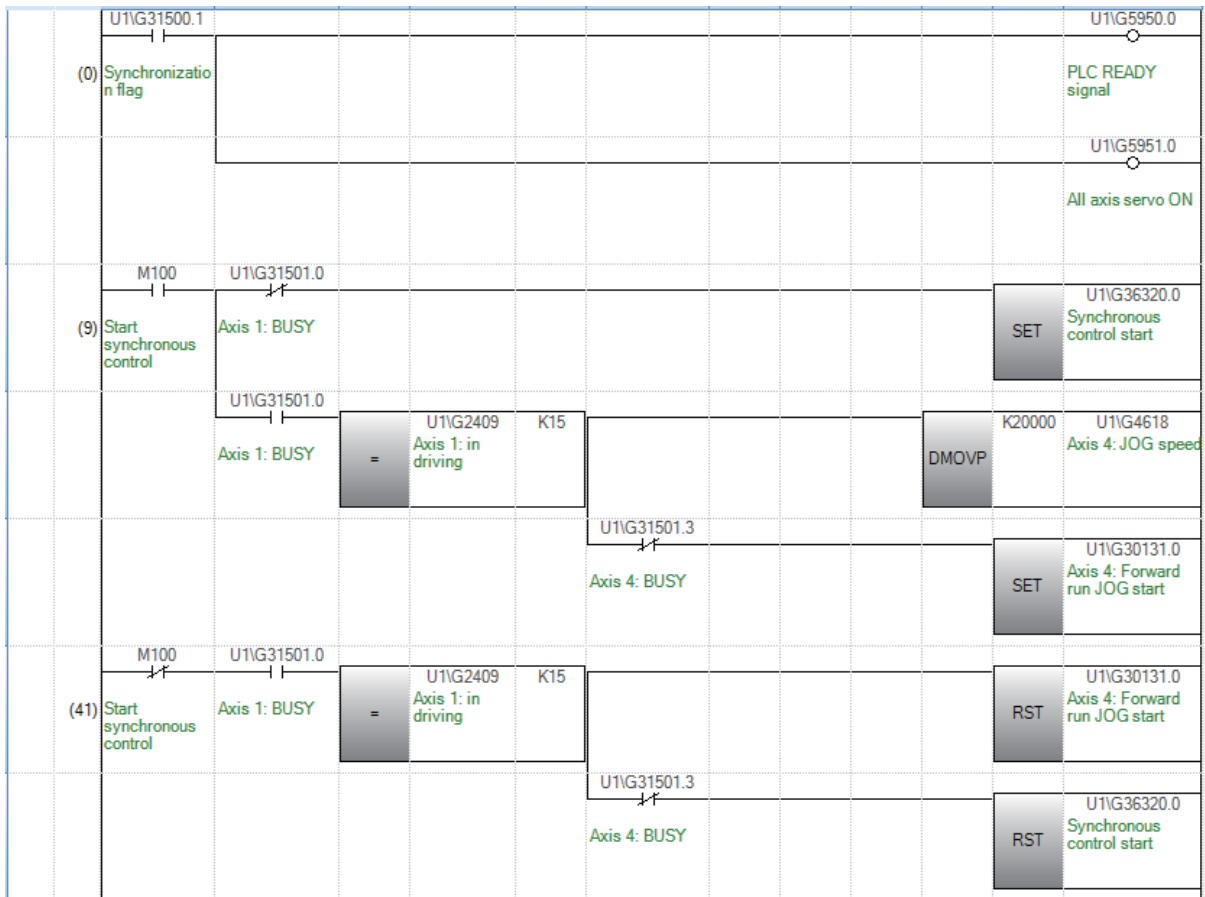 U1\G31500.1 U1\G5950.0
(0) Synchronizatio PLC READY
n flag signal
U1\G5951.0
All axis servo ON
M100 U1\G31501.0
U1\G36320.0
(9) Start Axis 1: BUSY SET Synchronous
synchronous control start
control
U1\G31501.0
U1\G2409 K15 K20000 U1\G4618
Axis 1: BUSY = Axis 1: in DMOVP Axis 4: JOG speed
driving
U1\G31501.3
U1\G30131.0
Axis 4: BUSY SET Axis 4: Forward
run JOG start
M100 U1\G31501.0
U1\G2409 K15 U1\G30131.0
(41) Start Axis 1: BUSY = Axis 1: in RST Axis 4: Forward
synchronous driving run JOG start
control
U1\G31501.3
U1\G36320.0
Axis 4: BUSY RST Synchronous
control start